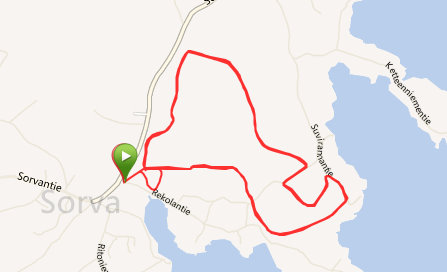 Ketteenniementie
Suvirannantie
Sorvantie
Sorva
Rekolantie